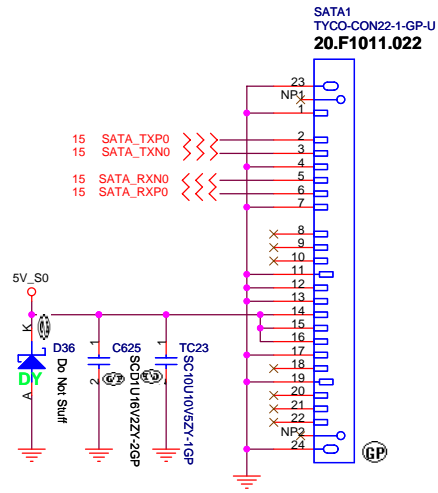 SATA1
TYCO-CON22-1-GP-U
20.F1011.022
23
NP1
1
15 SATA_TXP0 2
15 SATA_TXN0 3
4
15 SATA_RXN0 5
15 SATA_RXP0 6
7
8
9
10
11
5V_S0
12
13
14
15
16
17
18
19
20
21
22
NP2
24
K
D36
A
DY
Do Not Stuff
1
C625
2
SCD1U16V2ZY-2GP
1
TC23
2
SC10U10V5ZY-1GP
GP
GP
GP